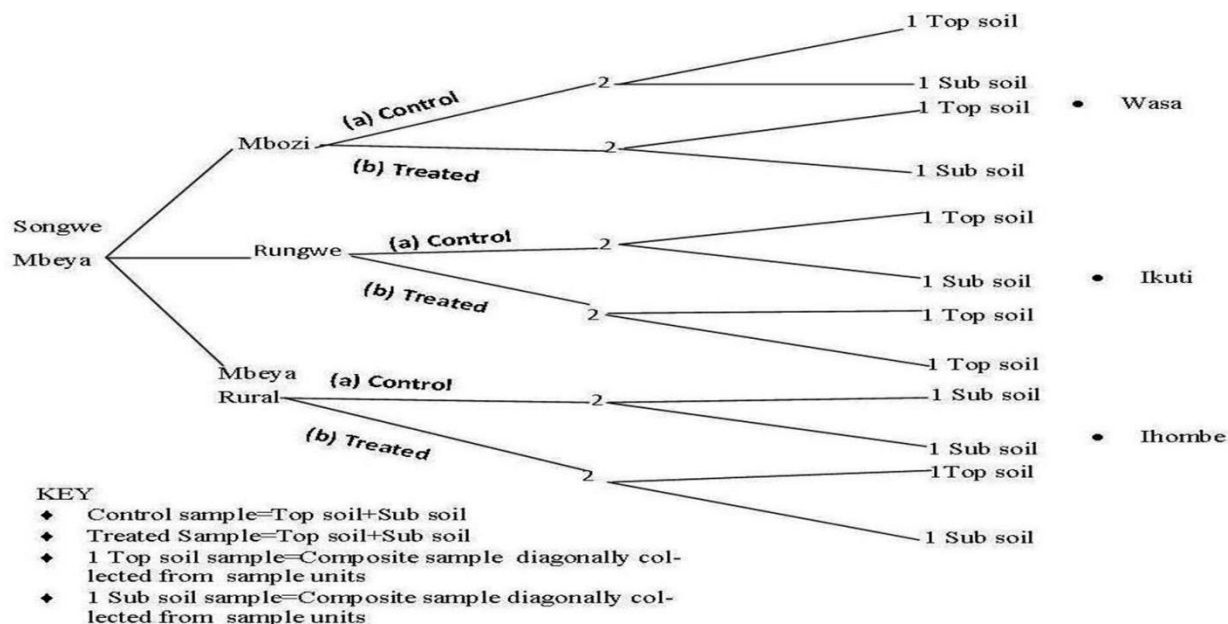 1 Top soil
2
1 Sub soil
(a) Control
1 Top soil
• Wasa
Mbozi
2
(b) Treated
1 Sub soil
Songwe
Mbeya
1 Top soil
Rungwe
(a) Control
2
1 Sub soil
• Ikuti
(b) Treated
2
1 Top soil
1 Top soil
Mbeya
Rural
(a) Control
2
1 Sub soil
1 Sub soil
• Ihombe
(b) Treated
2
1Top soil
1 Sub soil
KEY
◆ Control sample=Top soil+Sub soil
◆ Treated Sample=Top soil+Sub soil
◆ 1 Top soil sample=Composite sample diagonally col-
lected from sample units
◆ 1 Sub soil sample=Composite sample diagonally col-
lected from sample units